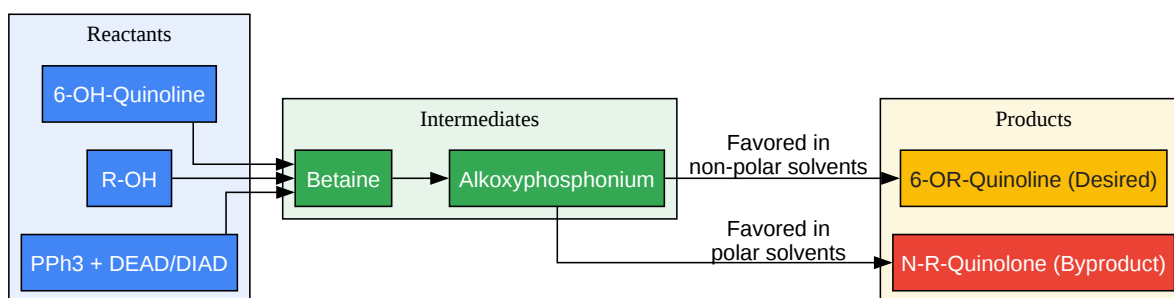 Reactants
6-OH-Quinoline
R-OH
PPh3 + DEAD/DIAD
Intermediates
Betaine
Alkoxyphosphonium
Favored in
non-polar solvents
Favored in
polar solvents
Products
6-OR-Quinoline (Desired)
N-R-Quinolone (Byproduct)